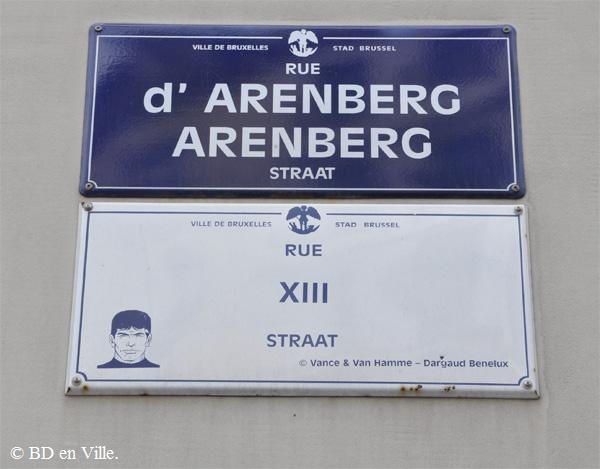 VILLE DE BRUXELLES STAD BRUSSEL
RUE
d' ARENBERG
ARENBERG
STRAAT
VILLE DE BRUXELLES STAD BRUSSEL
RUE
XIII
STRAAT
© Vance & Van Hamme – Dargaud Benelux
© BD en Ville.